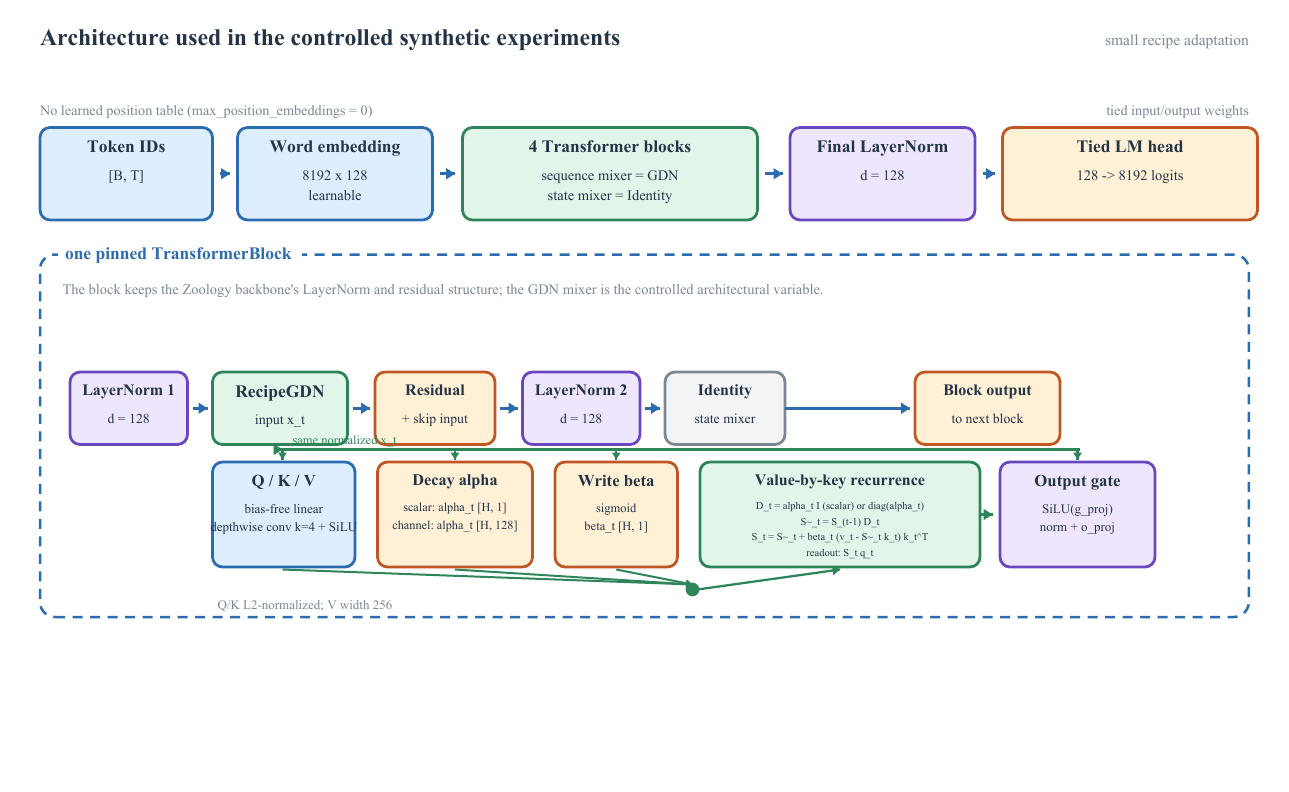 Architecture used in the controlled synthetic experiments
small recipe adaptation
No learned position table (max_position_embeddings = 0)
tied input/output weights
Token IDs
[B, T]
Word embedding
8192 x 128
learnable
4 Transformer blocks
sequence mixer = GDN
state mixer = Identity
Final LayerNorm
d = 128
Tied LM head
128 -> 8192 logits
one pinned TransformerBlock
The block keeps the Zoology backbone's LayerNorm and residual structure; the GDN mixer is the controlled architectural variable.
LayerNorm 1
d = 128
RecipeGDN
input x_t
Residual
+ skip input
LayerNorm 2
d = 128
Identity
state mixer
Block output
to next block
same normalized x_t
Q / K / V
bias-free linear
depthwise conv k=4 + SiLU
Decay alpha
scalar: alpha_t [H, 1]
channel: alpha_t [H, 128]
Write beta
sigmoid
beta_t [H, 1]
Value-by-key recurrence
D_t = alpha_t I (scalar) or diag(alpha_t)
S~_t = S_(t-1) D_t
S_t = S~_t + beta_t (v_t - S~_t k_t) k_t^T
readout: S_t q_t
Output gate
SiLU(g_proj)
norm + o_proj
Q/K L2-normalized; V width 256